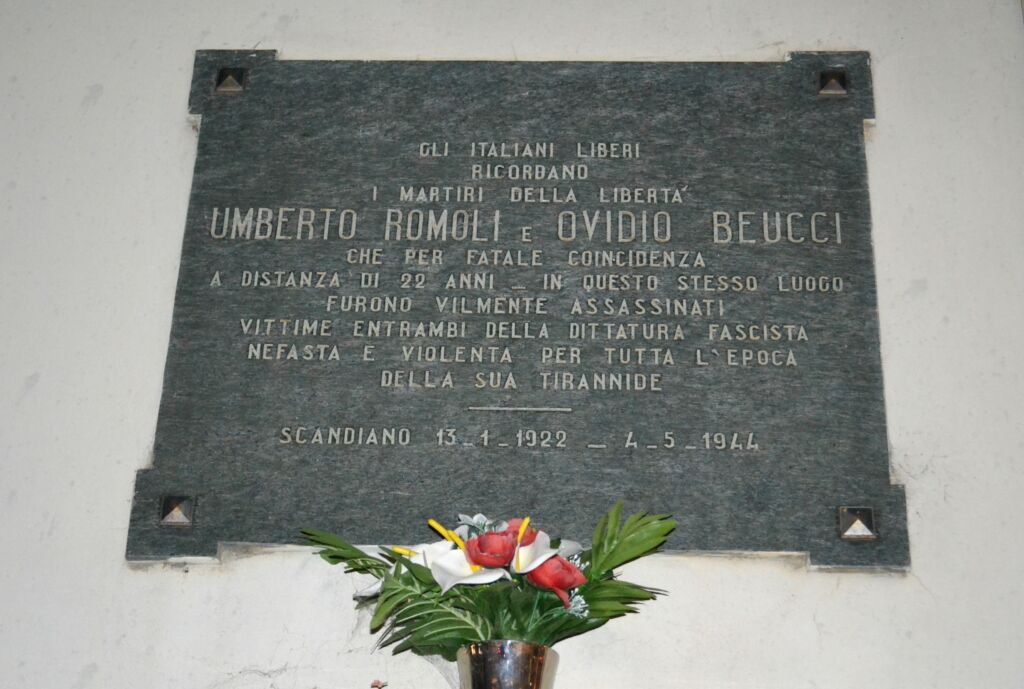 GLI ITALIANI LIBERI
RICORDANO
I MARTIRI DELLA LIBERTA'
UMBERTO ROMOLI E OVIDIO BEUCCI
CHE PER FATALE COINCIDENZA
A DISTANZA DI 22 ANNI _ IN QUESTO STESSO LUOGO
FURONO VILMENTE ASSASSINATI
VITTIME ENTRAMBI DELLA DITTATURA FASCISTA
NEFASTA E VIOLENTA PER TUTTA L'EPOCA
DELLA SUA TIRANNIDE
SCANDIANO 13_1_1922 _ 4_5_1944